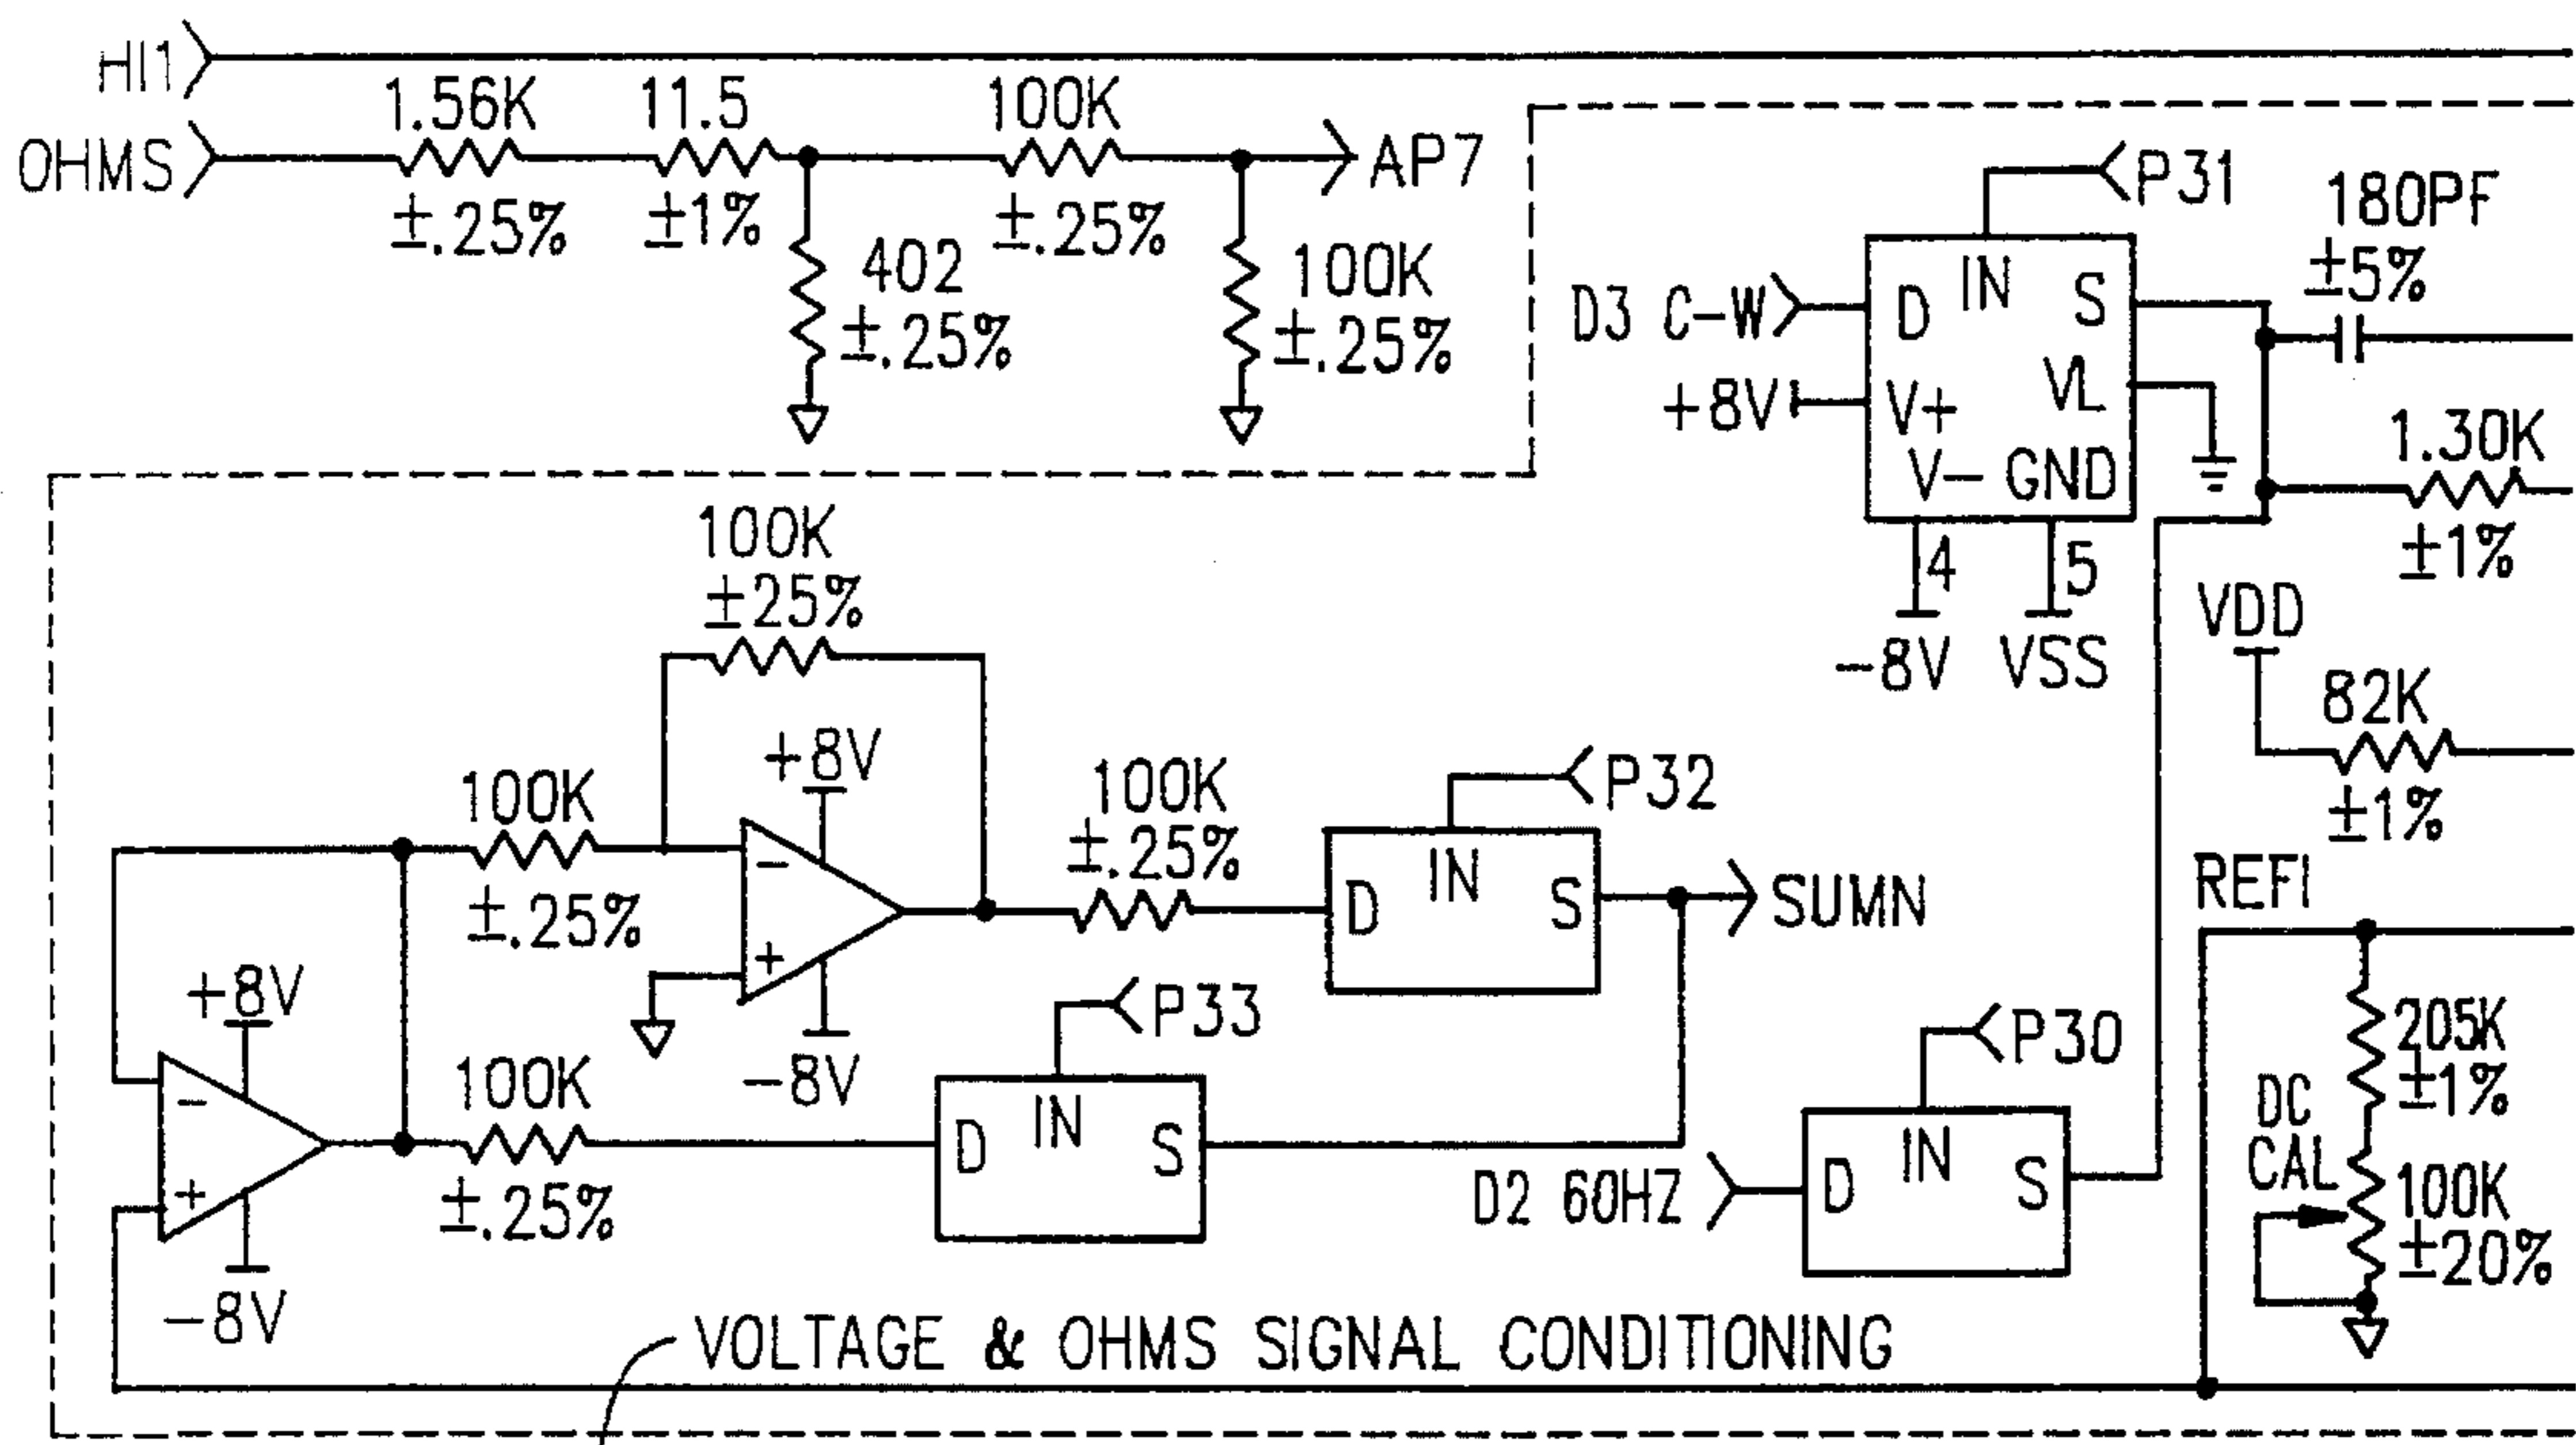 HI1
OHMS
1.56K
±.25%
11.5
±1%
402
±.25%
100K
±.25%
100K
±.25%
AP7
P31
D3 C-W
+8V
D
IN
S
V+
VL
V-
GND
4
5
-8V
VSS
180PF
±5%
1.30K
±1%
VDD
82K
±1%
100K
±25%
100K
±.25%
+8V
-
+
-8V
100K
±.25%
P32
D
IN
S
SUMN
+8V
-
+
-8V
100K
±.25%
P33
D
IN
S
D2 60HZ
P30
D
IN
S
REFI
205K
±1%
DC
CAL
100K
±20%
VOLTAGE & OHMS SIGNAL CONDITIONING